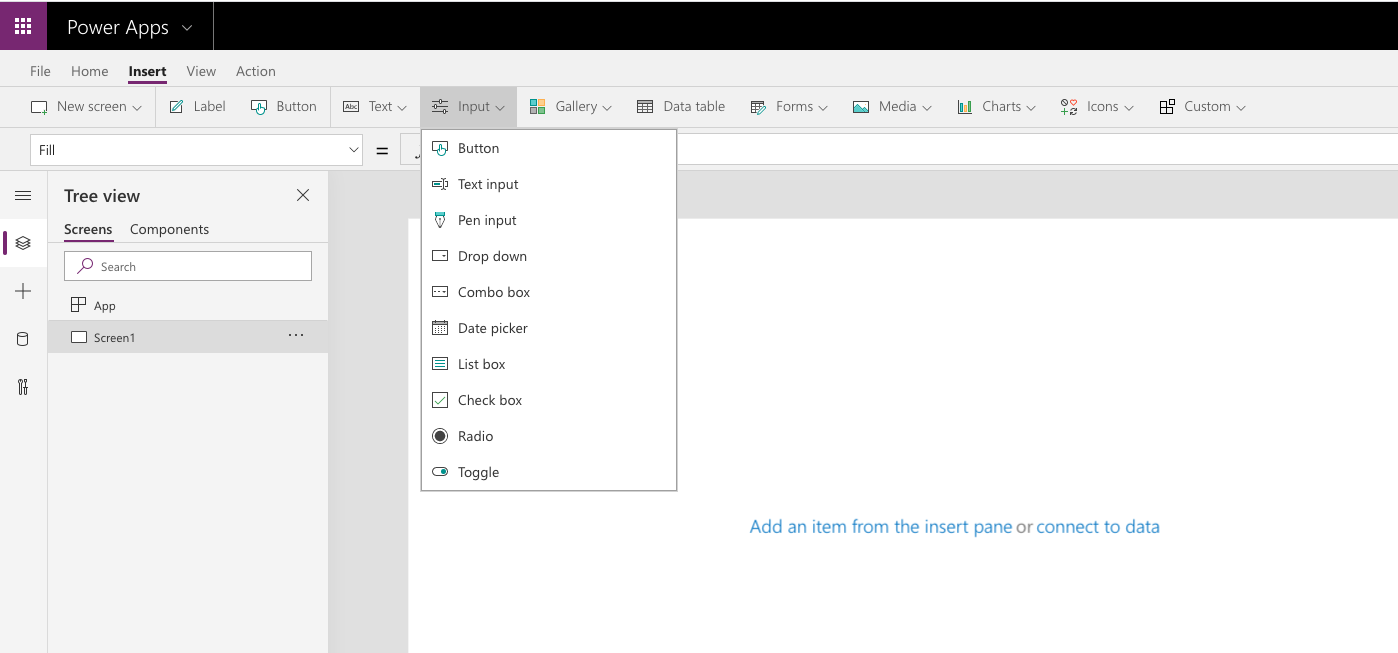 Power Apps
File Home Insert View Action
New screen Label Button Abc Text Input Gallery Data table Forms Media Charts Icons Custom
Fill =
Button
Text input
Pen input
Drop down
Combo box
Date picker
List box
Check box
Radio
Toggle
Tree view
Screens Components
Search
App
Screen1 ...
Add an item from the insert pane or connect to data